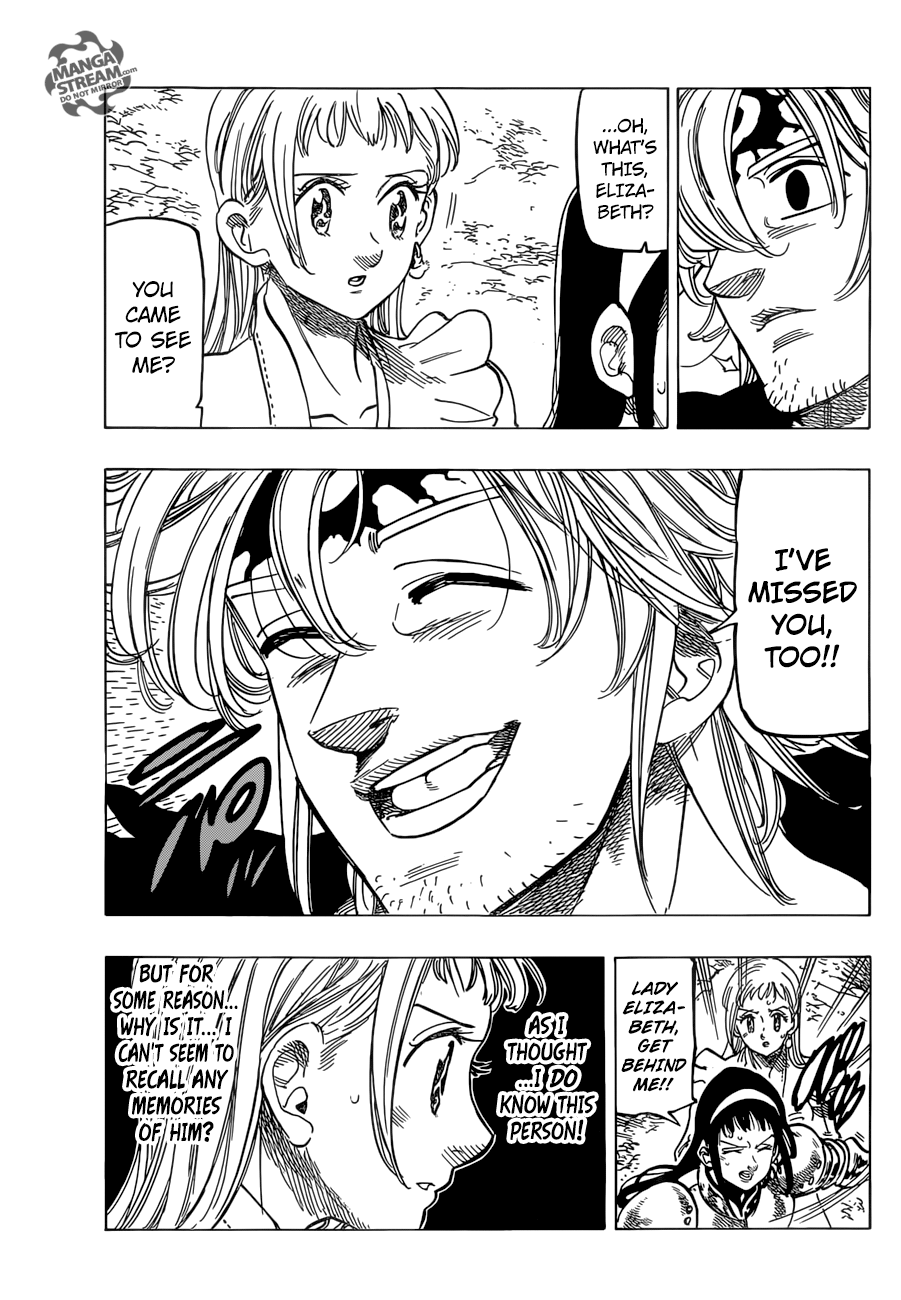 MANGA
STREAM.com
DO NOT MIRROR
...OH,
WHAT'S
THIS,
ELIZA-
BETH?
YOU
CAME
TO SEE
ME?
I'VE
MISSED
YOU,
TOO!!
LADY
ELIZA-
BETH,
GET
BEHIND
ME!!
AS I
THOUGHT
...I DO
KNOW THIS
PERSON!
BUT FOR
SOME REASON...
WHY IS IT... I
CAN'T SEEM TO
RECALL ANY
MEMORIES
OF HIM?